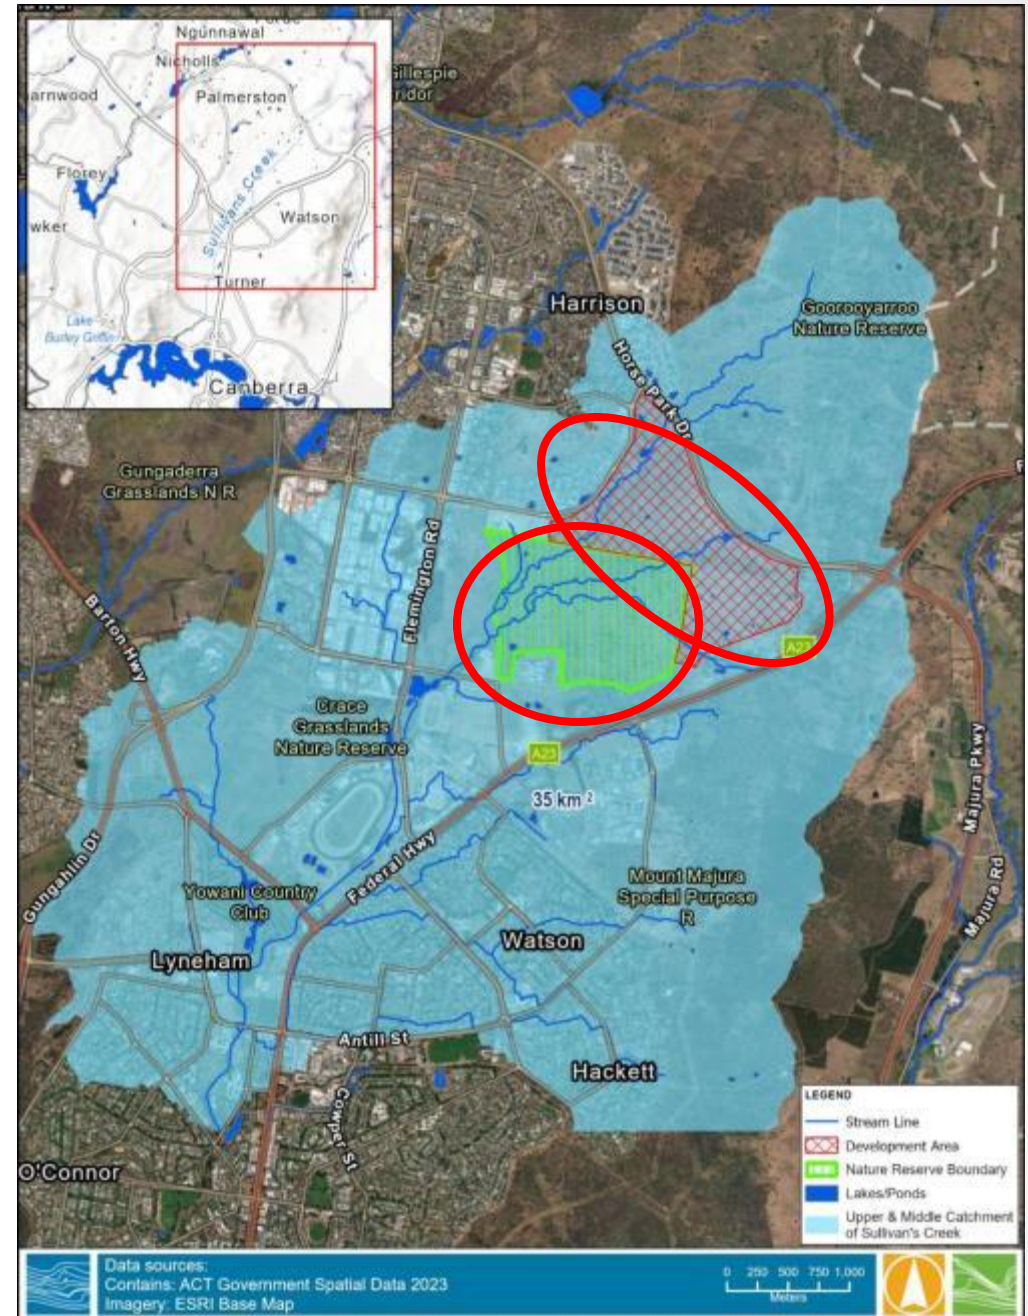 Ngunnawal
Nicholls
Palmerston
Florey
Sullivans Creek
Watson
Turner
Lake
Burley Griffin
Canberra
Harrison
Goorooyarroo
Nature Reserve
Horse Park Dr
Gungaderra
Grasslands N R
Flemington Rd
Barton Hwy
A23
Crace
Grasslands
Nature Reserve
A23
35 km 2
Majura Pkwy
Gungahlin Dr
Federal Hwy
Mount Majura
Special Purpose
R
Yowani Country
Club
Majura Rd
Watson
Lyneham
Antill St
Hackett
Cowper St
O'Connor
LEGEND
Stream Line
Development Area
Nature Reserve Boundary
Lakes/Ponds
Upper & Middle Catchment
of Sullivan's Creek
Data sources:
Contains: ACT Government Spatial Data 2023
Imagery: ESRI Base Map
0 250 500 750 1,000
Meters